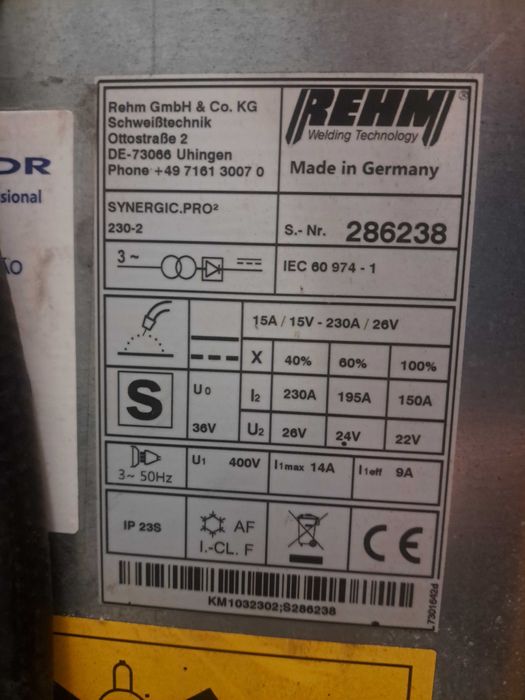 Rehm GmbH & Co. KG
Schweißtechnik
Ottostraße 2
DE-73066 Uhingen
Phone +49 7161 3007 0
REHM®
Welding Technology
Made in Germany
SYNERGIC.PRO²
230-2
S.- Nr. 286238
3 ~
IEC 60 974 - 1
15A / 15V - 230A / 26V
X 40% 60% 100%
S
U0
36V
I2 230A 195A 150A
U2 26V 24V 22V
3~ 50Hz
U1 400V
I1max 14A
I1eff 9A
IP 23S
AF
I.-CL. F
CE
KM1032302;S286238
7301642d
DR
sional
ÃO